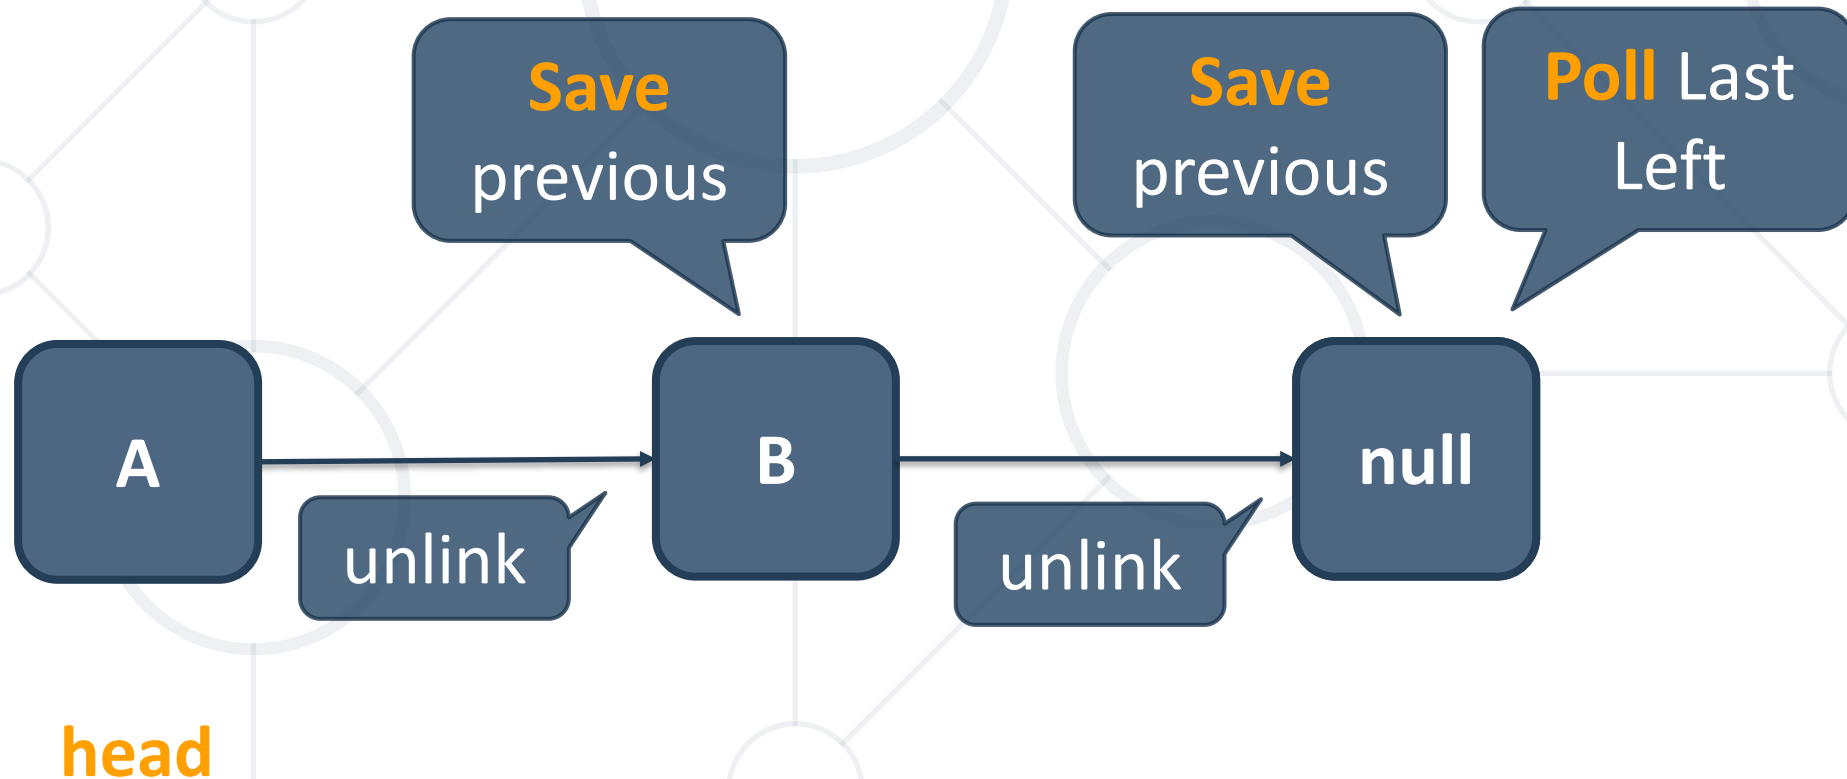 Save
previous
Save
previous
Poll Last
Left
A
B
null
unlink
unlink
head